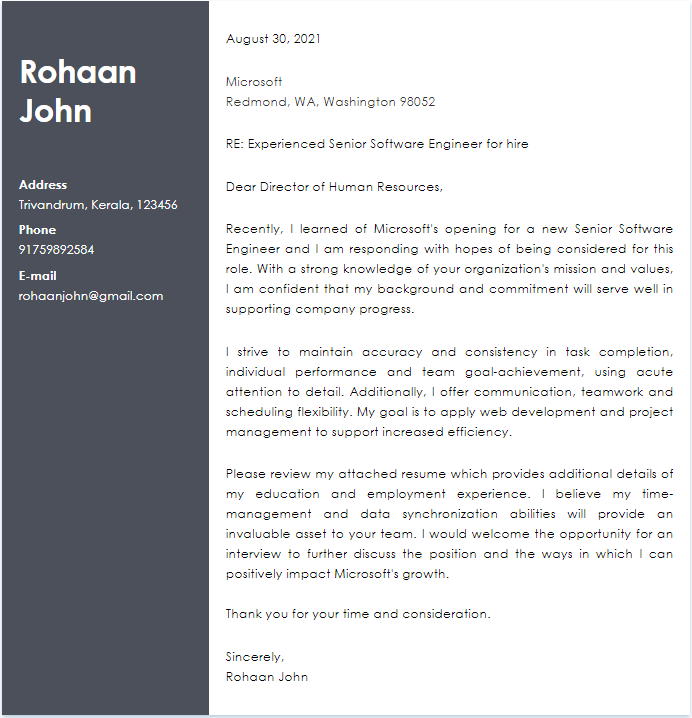 Rohaan
John
Address
Trivandrum, Kerala, 123456
Phone
91759892584
E-mail
rohaanjohn@gmail.com
August 30, 2021
Microsoft
Redmond, WA, Washington 98052
RE: Experienced Senior Software Engineer for hire
Dear Director of Human Resources,
Recently, I learned of Microsoft's opening for a new Senior Software
Engineer and I am responding with hopes of being considered for this
role. With a strong knowledge of your organization's mission and values,
I am confident that my background and commitment will serve well in
supporting company progress.
I strive to maintain accuracy and consistency in task completion,
individual performance and team goal-achievement, using acute
attention to detail. Additionally, I offer communication, teamwork and
scheduling flexibility. My goal is to apply web development and project
management to support increased efficiency.
Please review my attached resume which provides additional details of
my education and employment experience. I believe my time-
management and data synchronization abilities will provide an
invaluable asset to your team. I would welcome the opportunity for an
interview to further discuss the position and the ways in which I can
positively impact Microsoft's growth.
Thank you for your time and consideration.
Sincerely,
Rohaan John